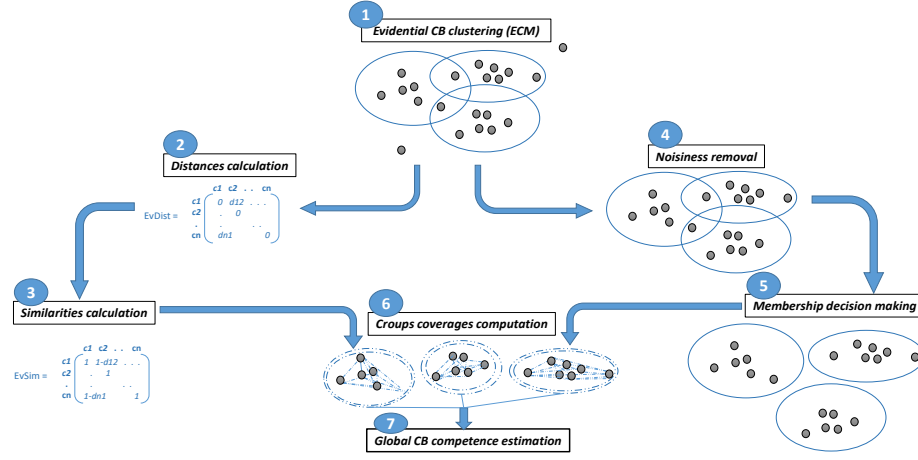 1
Evidential CB clustering (ECM)
2
Distances calculation
c1 c2 . . cn
EvDist =
c1 0 d12 . . .
c2 . 0
. . . .
cn dn1 0
4
Noisiness removal
3
Similarities calculation
c1 c2 . . cn
EvSim =
c1 1 1-d12 . . .
c2 . 1
. . . .
cn 1-dn1 1
6
Croups coverages computation
5
Membership decision making
7
Global CB competence estimation